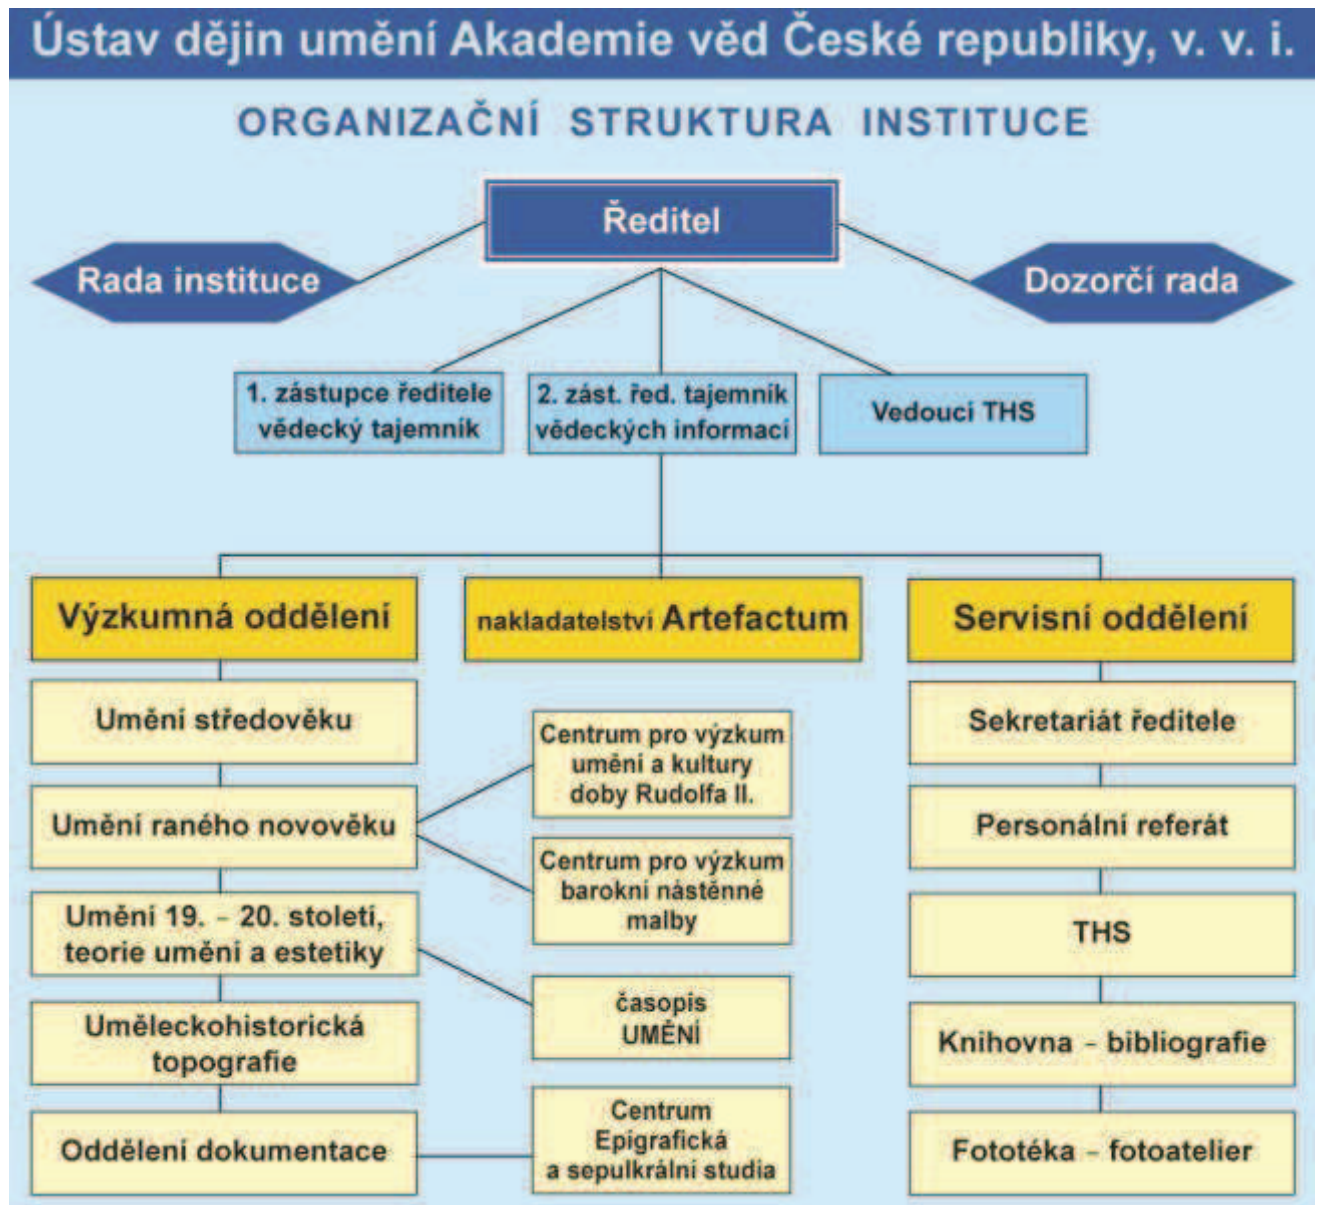 Ústav dějin umění Akademie věd České republiky, v. v. i.
ORGANIZAČNÍ STRUKTURA INSTITUCE
Ředitel
Rada instituce
Dozorčí rada
1. zástupce ředitele
vědecký tajemník
2. zást. řed. tajemník
vědeckých informací
Vedoucí THS
Výzkumná oddělení
nakladatelství Artefactum
Servisní oddělení
Umění středověku
Umění raného novověku
Umění 19. – 20. století,
teorie umění a estetiky
Uměleckohistorická
topografie
Oddělení dokumentace
Centrum pro výzkum
umění a kultury
doby Rudolfa II.
Centrum pro výzkum
barokní nástěnné
malby
časopis
UMĚNÍ
Centrum
Epigrafická
a sepulkrální studia
Sekretariát ředitele
Personální referát
THS
Knihovna – bibliografie
Fototéka – fotoatelier